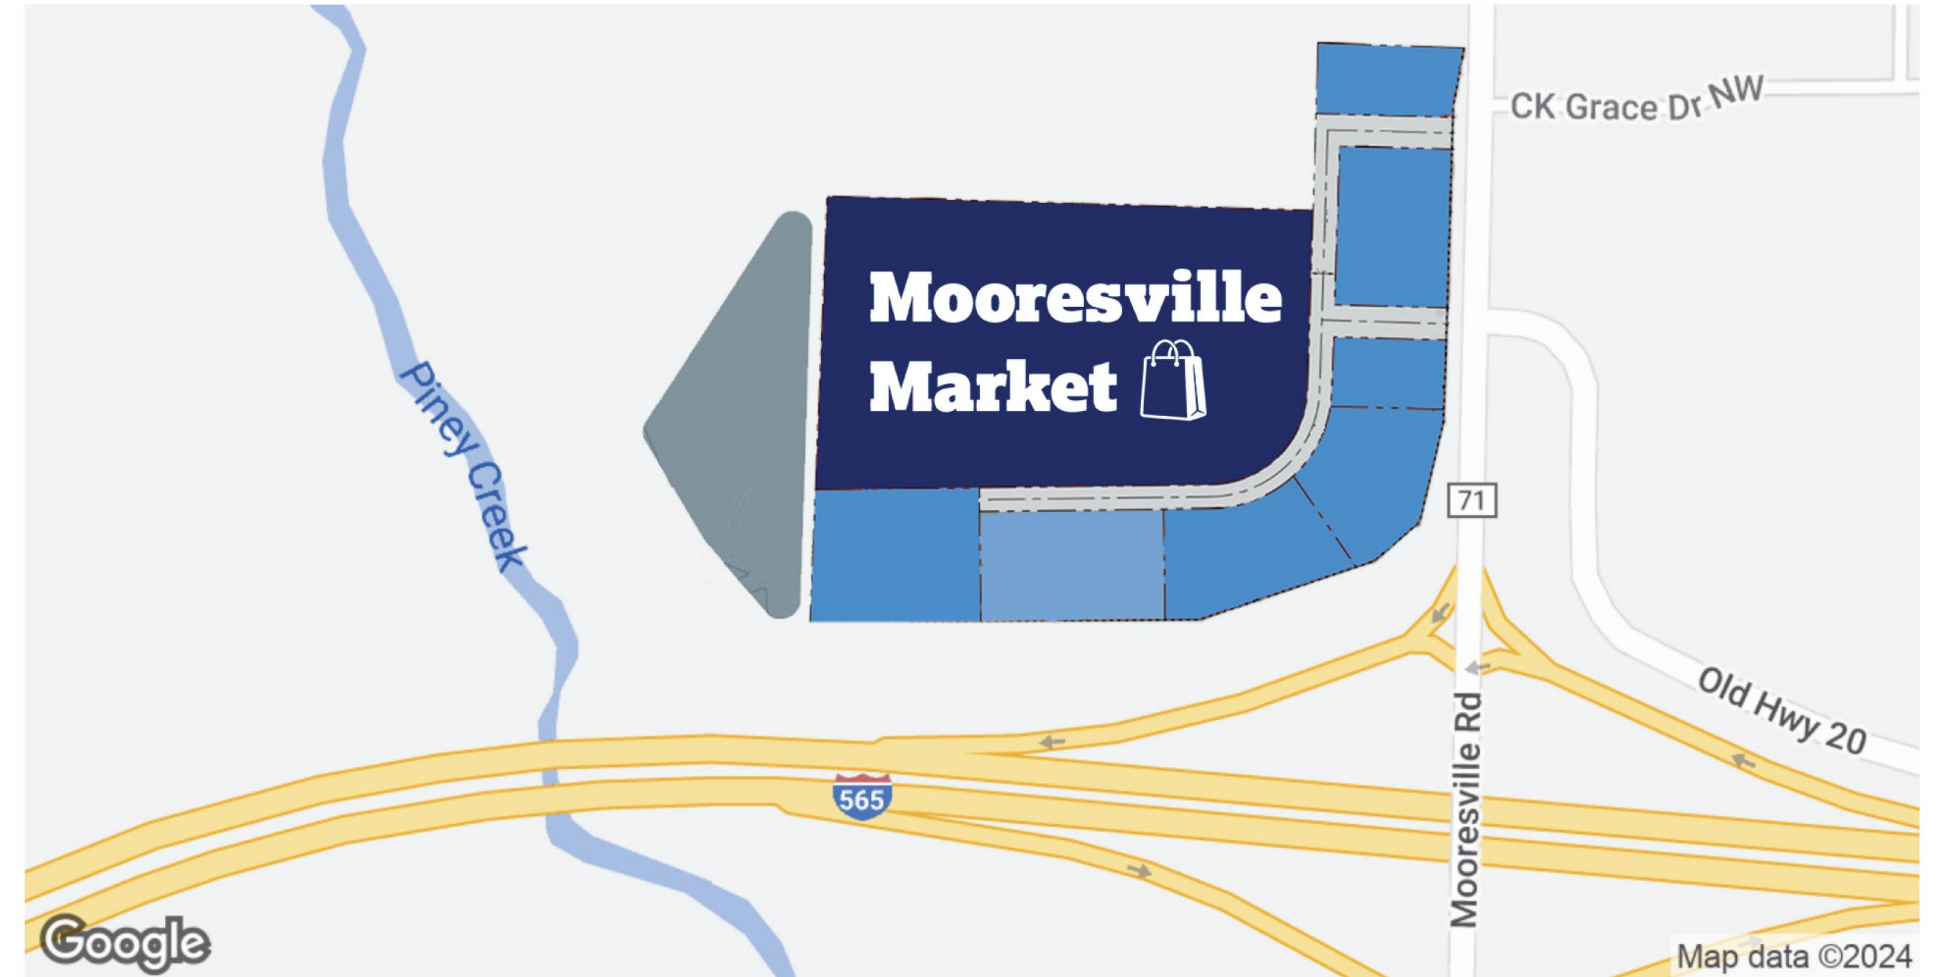 CK Grace Dr NW
Mooresville
Market
Piney Creek
71
Old Hwy 20
Mooresville Rd
565
Google
Map data ©2024